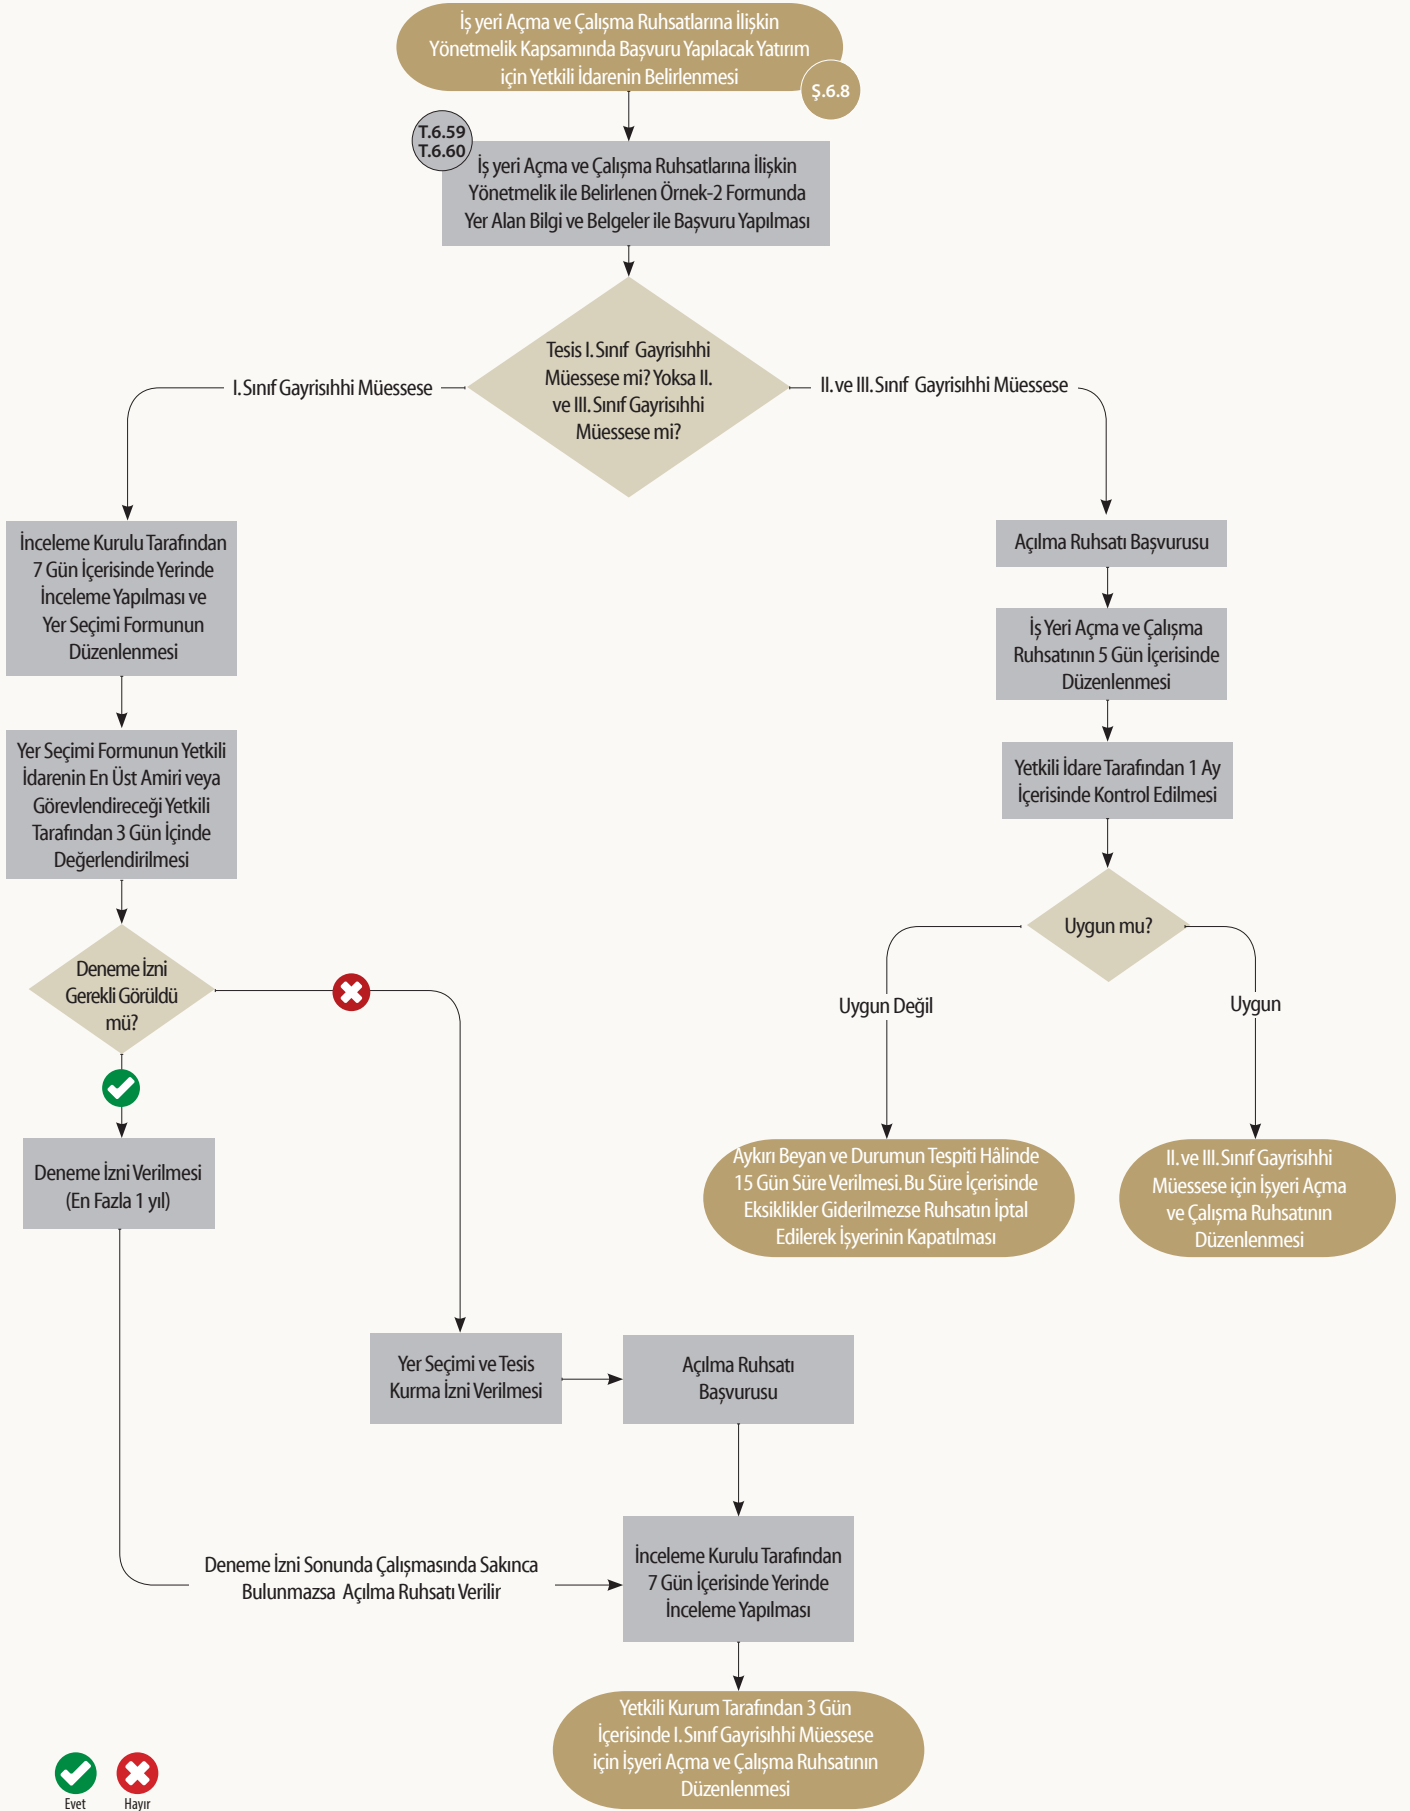 İş yeri Açma ve Çalışma Ruhsatlarına İlişkin
Yönetmelik Kapsamında Başvuru Yapılacak Yatırım
için Yetkili İdarenin Belirlenmesi
Ş.6.8
T.6.59
T.6.60
İş yeri Açma ve Çalışma Ruhsatlarına İlişkin
Yönetmelik ile Belirlenen Örnek-2 Formunda
Yer Alan Bilgi ve Belgeler ile Başvuru Yapılması
Tesis I. Sınıf Gayrisıhhi
Müessese mi? Yoksa II.
ve III. Sınıf Gayrisıhhi
Müessese mi?
I. Sınıf Gayrisıhhi Müessese
II. ve III. Sınıf Gayrisıhhi Müessese
İnceleme Kurulu Tarafından
7 Gün İçerisinde Yerinde
İnceleme Yapılması ve
Yer Seçimi Formunun
Düzenlenmesi
Yer Seçimi Formunun Yetkili
İdarenin En Üst Amiri veya
Görevlendireceği Yetkili
Tarafından 3 Gün İçinde
Değerlendirilmesi
Deneme İzni
Gerekli Görüldü
mü?
Deneme İzni Verilmesi
(En Fazla 1 yıl)
Açılma Ruhsatı Başvurusu
İş Yeri Açma ve Çalışma
Ruhsatının 5 Gün İçerisinde
Düzenlenmesi
Yetkili İdare Tarafından 1 Ay
İçerisinde Kontrol Edilmesi
Uygun mu?
Uygun Değil
Uygun
Aykırı Beyan ve Durumun Tespiti Hâlinde
15 Gün Süre Verilmesi. Bu Süre İçerisinde
Eksiklikler Giderilmezse Ruhsatın İptal
Edilerek İşyerinin Kapatılması
II. ve III. Sınıf Gayrisıhhi
Müessese için İşyeri Açma
ve Çalışma Ruhsatının
Düzenlenmesi
Yer Seçimi ve Tesis
Kurma İzni Verilmesi
Açılma Ruhsatı
Başvurusu
Deneme İzni Sonunda Çalışmasında Sakınca
Bulunmazsa Açılma Ruhsatı Verilir
İnceleme Kurulu Tarafından
7 Gün İçerisinde Yerinde
İnceleme Yapılması
Yetkili Kurum Tarafından 3 Gün
İçerisinde I. Sınıf Gayrisıhhi Müessese
için İşyeri Açma ve Çalışma Ruhsatının
Düzenlenmesi
Evet
Hayır